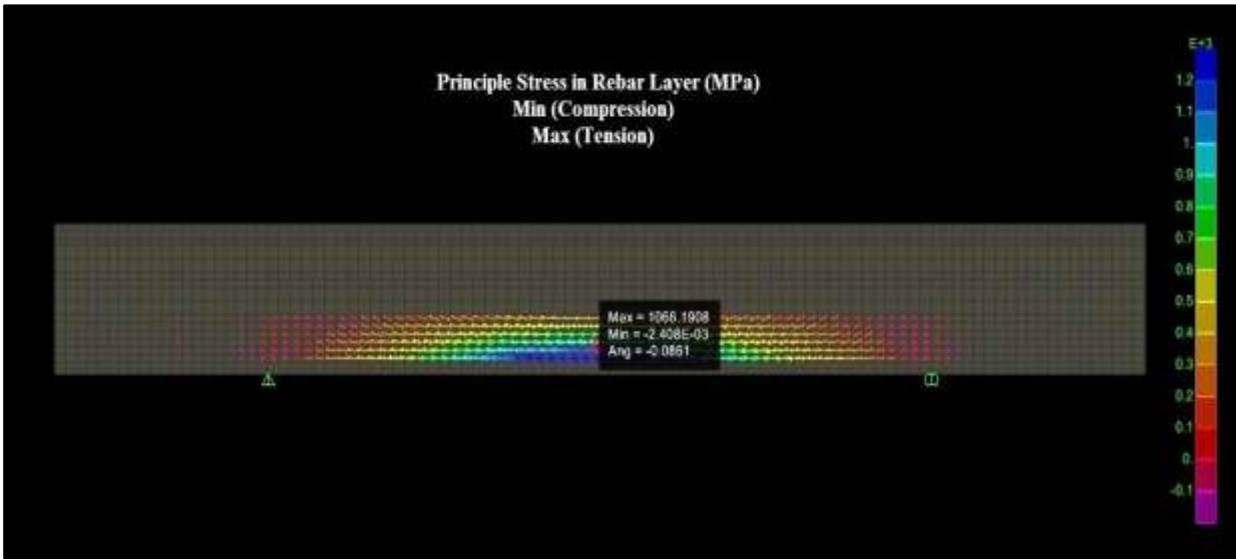 Principle Stress in Rebar Layer (MPa)
Min (Compression)
Max (Tension)
E+3
1.2
1.1
1.
0.9
0.8
0.7
0.6
0.5
0.4
0.3
0.2
0.1
0.
-0.1
Max = 1066.1908
Min = -2.408E-03
Ang = -0.0861